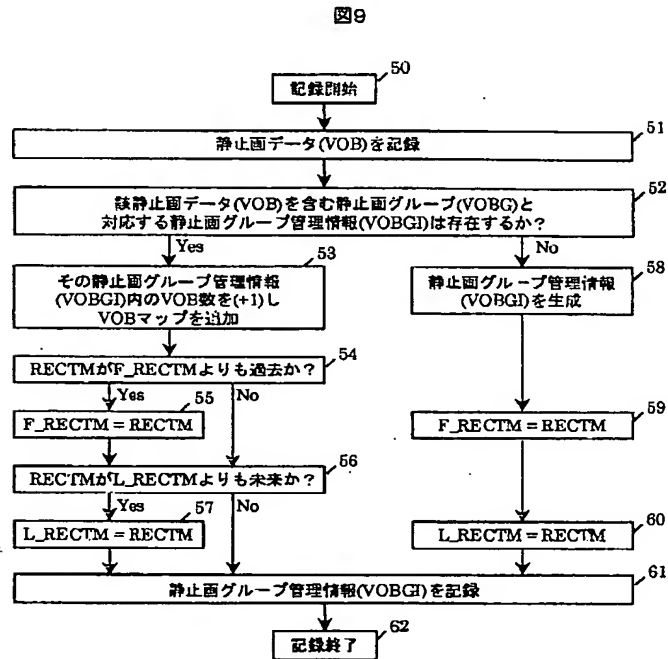 図9
50
記録開始
51
静止画データ(VOB)を記録
52
該静止画データ(VOB)を含む静止画グループ(VOBG)と
対応する静止画グループ管理情報(VOBGI)は存在するか？
Yes
No
53
その静止画グループ管理情報
(VOBGI)内のVOB数を(+1)し
VOBマップを追加
58
静止画グループ管理情報
(VOBGI)を生成
54
RECTMがF_RECTMよりも過去か？
Yes
No
55
F_RECTM = RECTM
59
F_RECTM = RECTM
56
RECTMがL_RECTMよりも未来か？
Yes
No
57
L_RECTM = RECTM
60
L_RECTM = RECTM
61
静止画グループ管理情報(VOBGI)を記録
62
記録終了